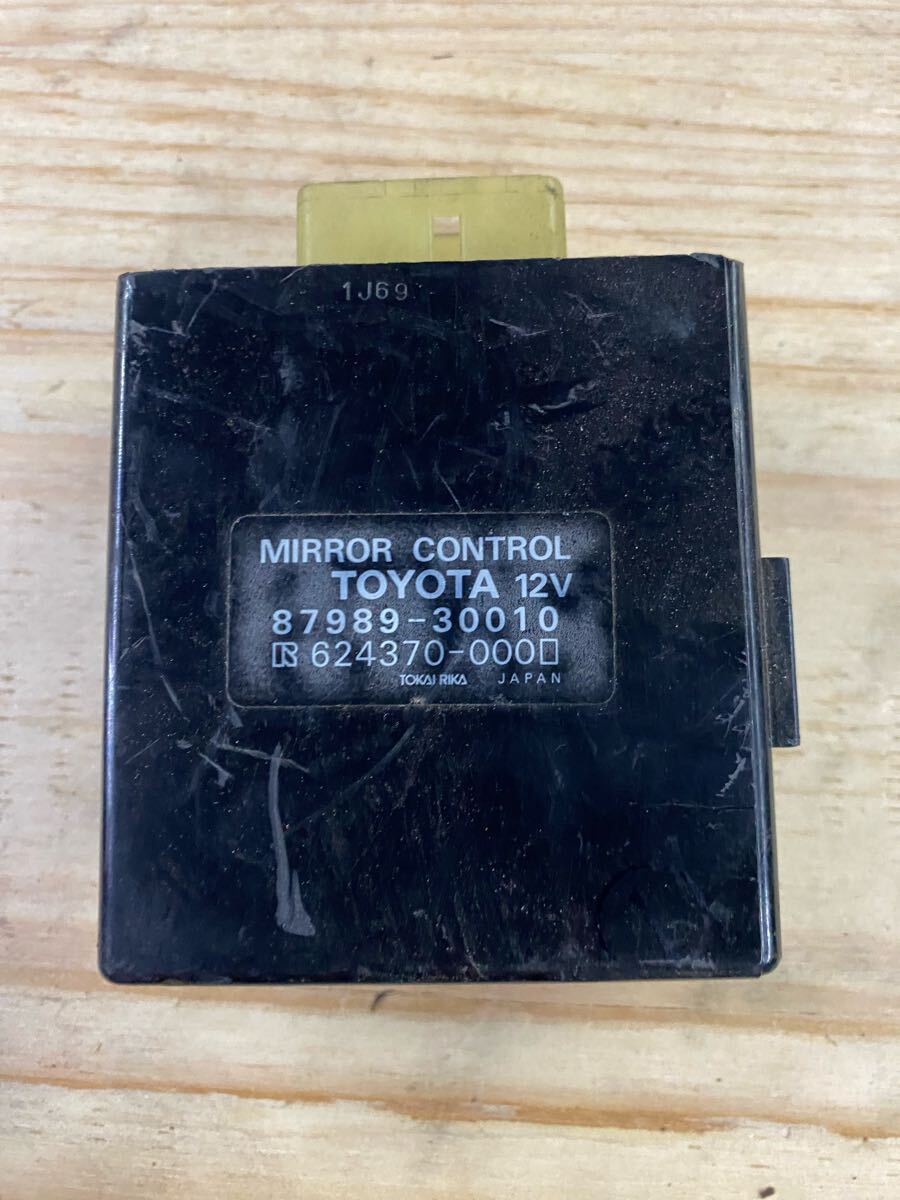 1J69
MIRROR CONTROL
TOYOTA 12V
87989-30010
R 624370-000
TOKAI RIKA JAPAN